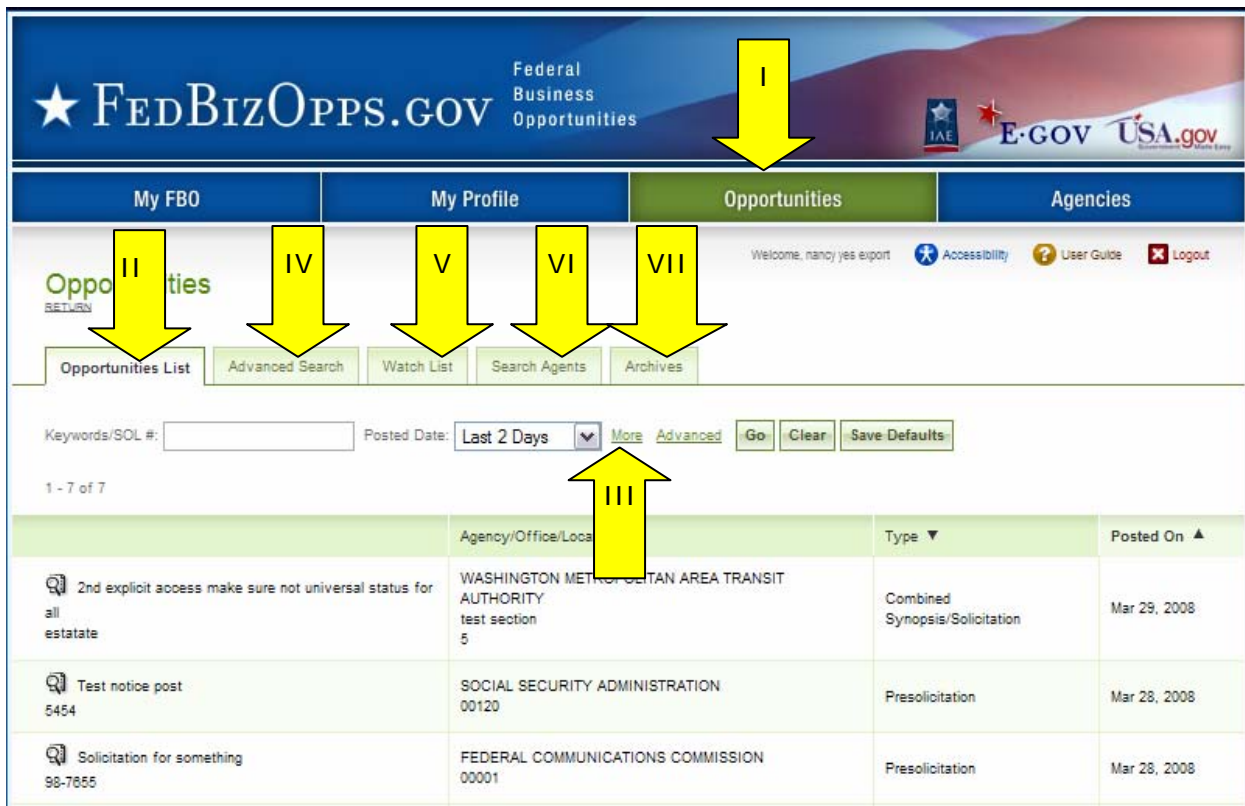 Federal
★ FEDBIZOPPS.GOV Business
Opportunities
I
IAE E·GOV USA.gov
My FBO My Profile Opportunities Agencies
II IV V VI VII
Welcome, nancy yes export Accessibility User Guide Logout
Oppo ties
RETURN
Opportunities List Advanced Search Watch List Search Agents Archives
Keywords/SOL #: Posted Date: Last 2 Days More Advanced Go Clear Save Defaults
III
1 - 7 of 7
Agency/Office/Loca Type ▼ Posted On ▲
2nd explicit access make sure not universal status for
all
estatate
WASHINGTON METROPOLITAN AREA TRANSIT
AUTHORITY
test section
5
Combined
Synopsis/Solicitation
Mar 29, 2008
Test notice post
5454
SOCIAL SECURITY ADMINISTRATION
00120
Presolicitation
Mar 28, 2008
Solicitation for something
98-7655
FEDERAL COMMUNICATIONS COMMISSION
00001
Presolicitation
Mar 28, 2008